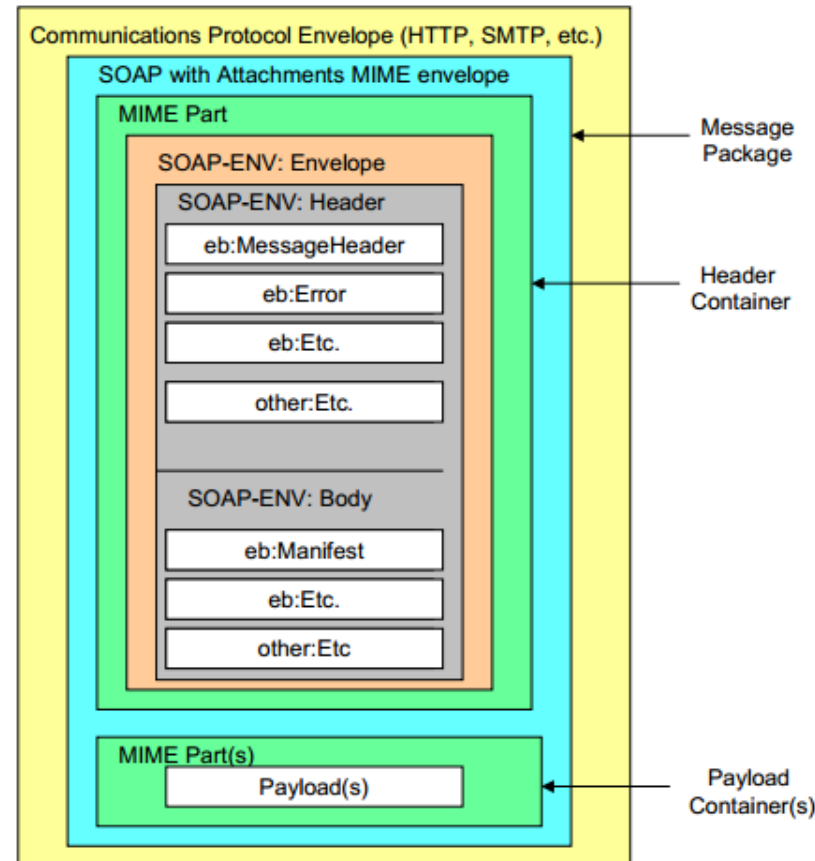 Communications Protocol Envelope (HTTP, SMTP, etc.)
SOAP with Attachments MIME envelope
MIME Part
SOAP-ENV: Envelope
SOAP-ENV: Header
eb:MessageHeader
eb:Error
eb:Etc.
other:Etc.
SOAP-ENV: Body
eb:Manifest
eb:Etc.
other:Etc
MIME Part(s)
Payload(s)
Message
Package
Header
Container
Payload
Container(s)